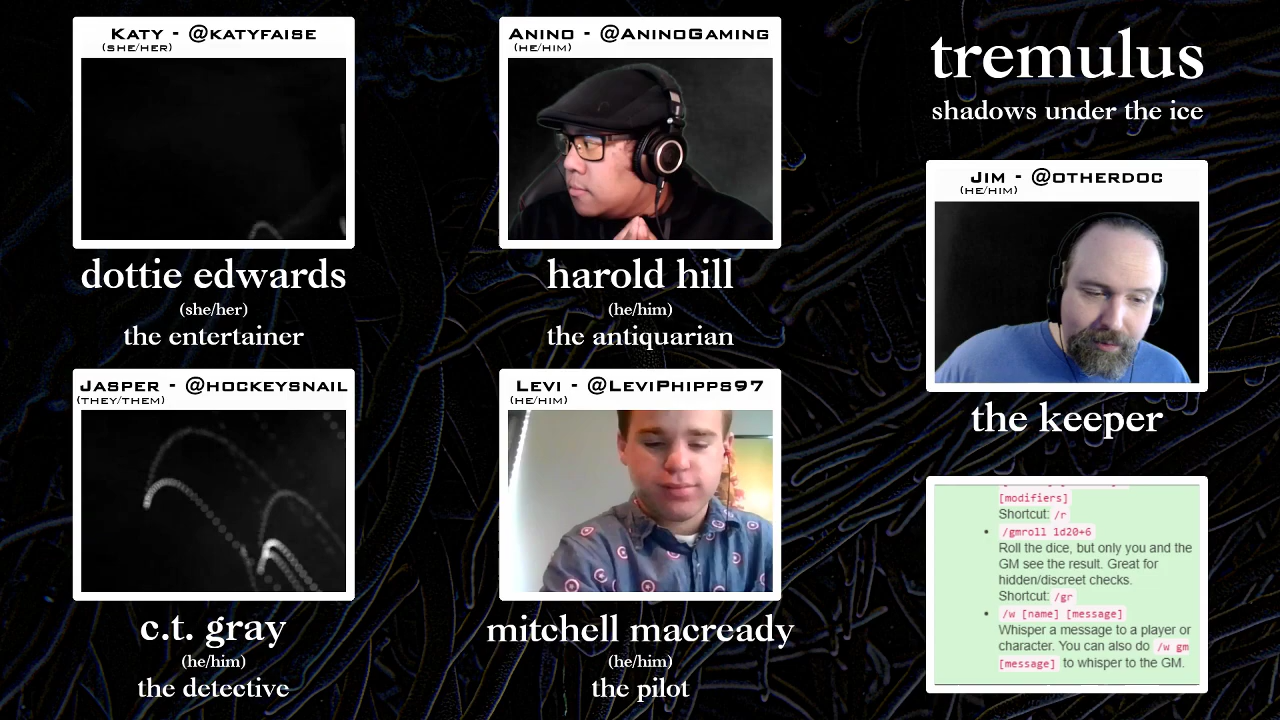 KATY - @KATYFAISE
(SHE/HER)
dottie edwards
(she/her)
the entertainer
ANINO - @ANINOGAMING
(HE/HIM)
harold hill
(he/him)
the antiquarian
tremulus
shadows under the ice
JIM - @OTHERDOC
(HE/HIM)
the keeper
JASPER - @HOCKEYSNAIL
(THEY/THEM)
c.t. gray
(he/him)
the detective
LEVI - @LEVIPHIPPS97
(HE/HIM)
mitchell macready
(he/him)
the pilot
[modifiers]
Shortcut: /r
• /gmroll 1d20+6
Roll the dice, but only you and the
GM see the result. Great for
hidden/discreet checks.
Shortcut: /gr
• /w [name] [message]
Whisper a message to a player or
character. You can also do /w gm
[message] to whisper to the GM.